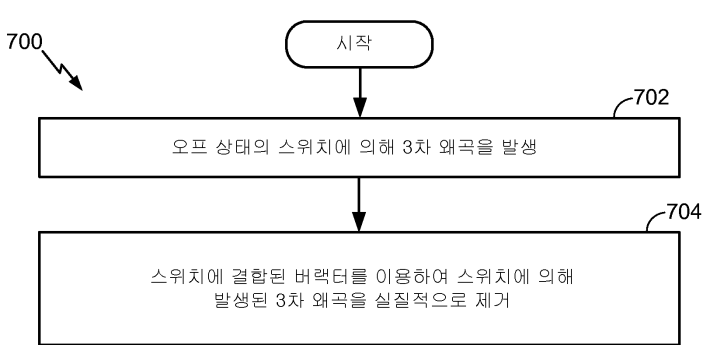 700
시작
702
오프 상태의 스위치에 의해 3차 왜곡을 발생
704
스위치에 결합된 버랙터를 이용하여 스위치에 의해
발생된 3차 왜곡을 실질적으로 제거